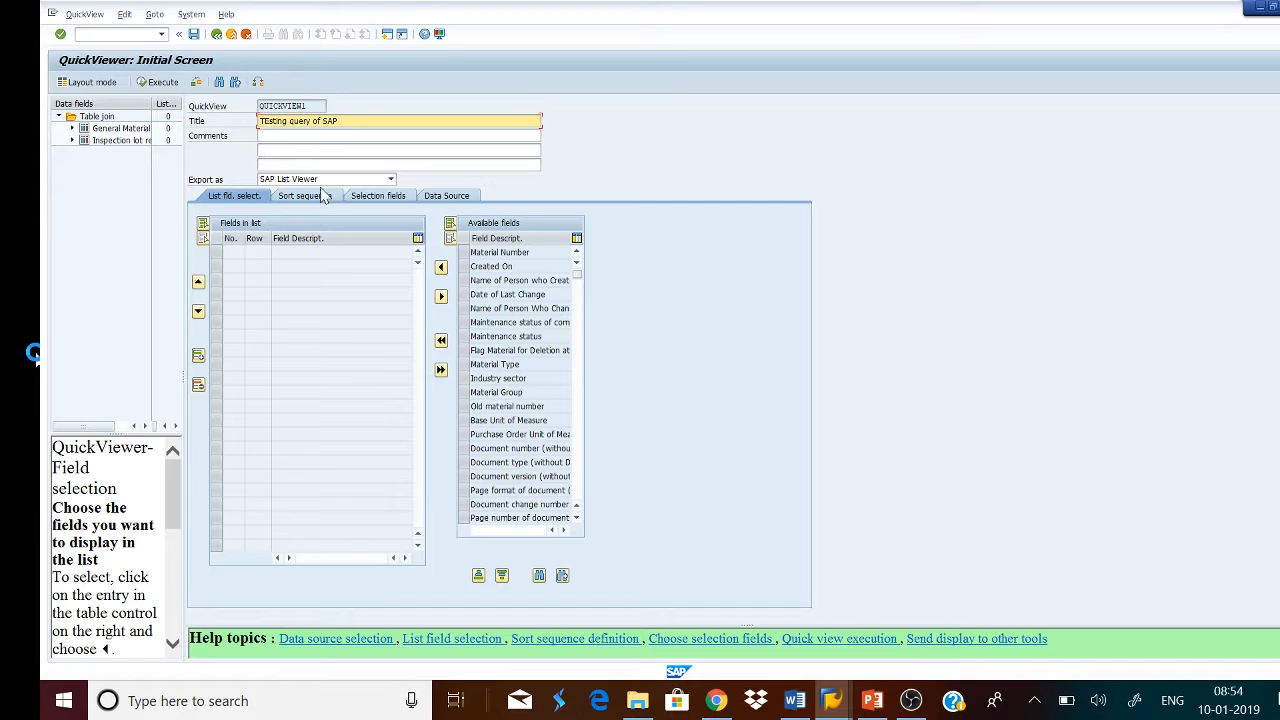 QuickView Edit Goto System Help
QuickViewer: Initial Screen
Layout mode Execute
Data fields List...
Table join 0
General Material 0
Inspection lot re 0
QuickView QUICKVIEW1
Title TEsting query of SAP
Comments
Export as SAP List Viewer
List fld. select. Sort sequence Selection fields Data Source
Fields in list
No. Row Field Descript.
Available fields
Field Descript.
Material Number
Created On
Name of Person who Creat
Date of Last Change
Name of Person Who Chan
Maintenance status of com
Maintenance status
Flag Material for Deletion at
Material Type
Industry sector
Material Group
Old material number
Base Unit of Measure
Purchase Order Unit of Mea
Document number (withou
Document type (without D
Document version (without
Page format of document (
Document change number
Page number of document
QuickViewer-
Field
selection
Choose the
fields you want
to display in
the list
To select, click
on the entry in
the table control
on the right and
choose
Help topics : Data source selection , List field selection , Sort sequence definition , Choose selection fields , Quick view execution , Send display to other tools
SAP
Type here to search
ENG
08:54
10-01-2019